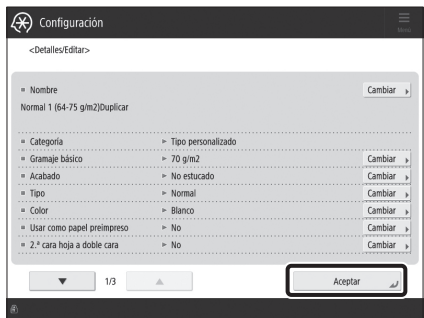 Configuración
Menú
<Detalles/Editar>
Nombre Cambiar
Normal 1 (64-75 g/m2)Duplicar
Categoría Tipo personalizado
Gramaje básico 70 g/m2 Cambiar
Acabado No estucado Cambiar
Tipo Normal Cambiar
Color Blanco Cambiar
Usar como papel preimpreso No Cambiar
2.ª cara hoja a doble cara No Cambiar
1/3 Aceptar